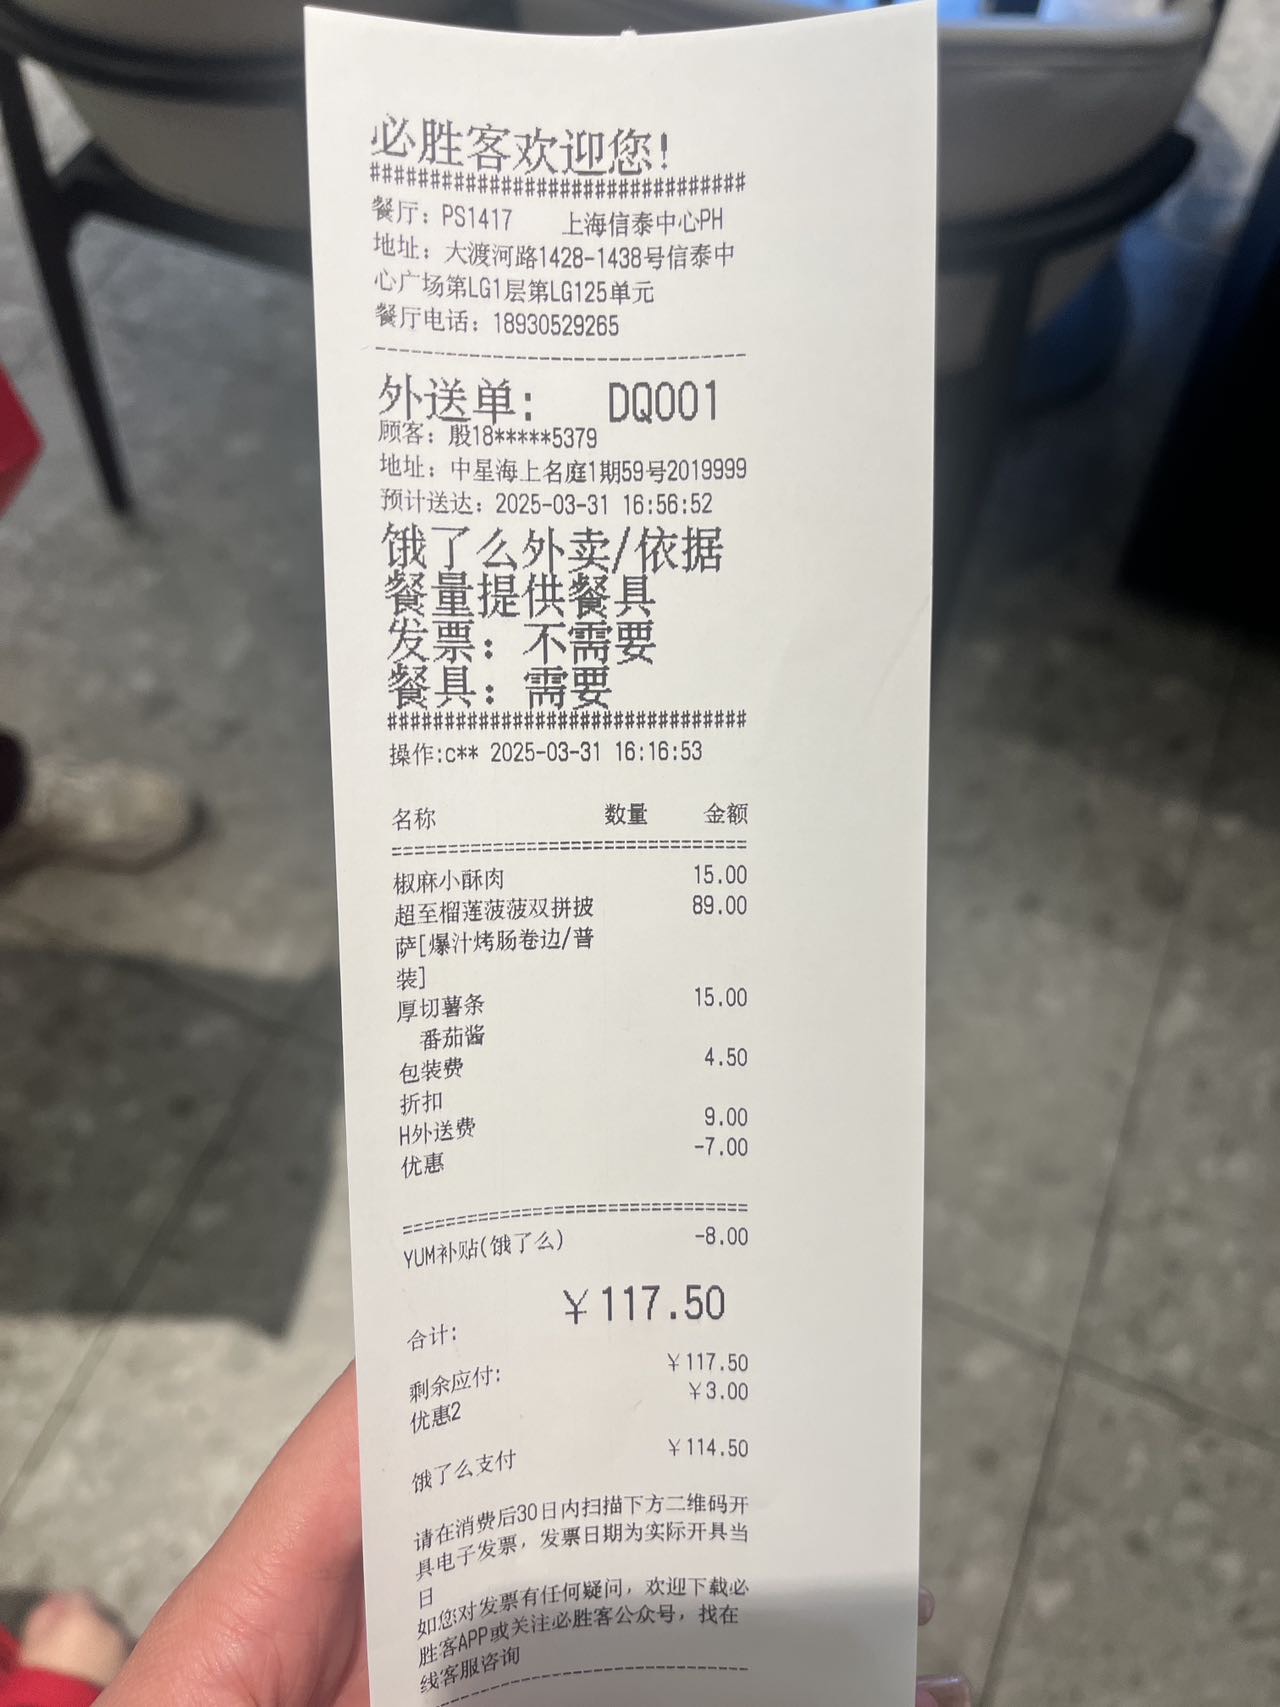 必胜客欢迎您!
################################
餐厅: PS1417 上海信泰中心PH
地址: 大渡河路1428-1438号信泰中
心广场第LG1层第LG125单元
餐厅电话: 18930529265
--------------------------------
外送单: DQ001
顾客: 殷18*****5379
地址: 中星海上名庭1期59号2019999
预计送达: 2025-03-31 16:56:52
饿了么外卖/依据
餐量提供餐具
发票: 不需要
餐具: 需要
################################
操作:c** 2025-03-31 16:16:53
名称 数量 金额
================================
椒麻小酥肉 15.00
超至榴莲菠菠双拼披 89.00
萨[爆汁烤肠卷边/普
装]
厚切薯条 15.00
番茄酱
包装费 4.50
折扣
H外送费 9.00
优惠 -7.00
================================
YUM补贴(饿了么) -8.00
合计: ¥117.50
剩余应付: ¥117.50
优惠2 ¥3.00
饿了么支付 ¥114.50
请在消费后30日内扫描下方二维码开
具电子发票, 发票日期为实际开具当
日
如您对发票有任何疑问, 欢迎下载必
胜客APP或关注必胜客公众号, 找在
线客服咨询
--------------------------------